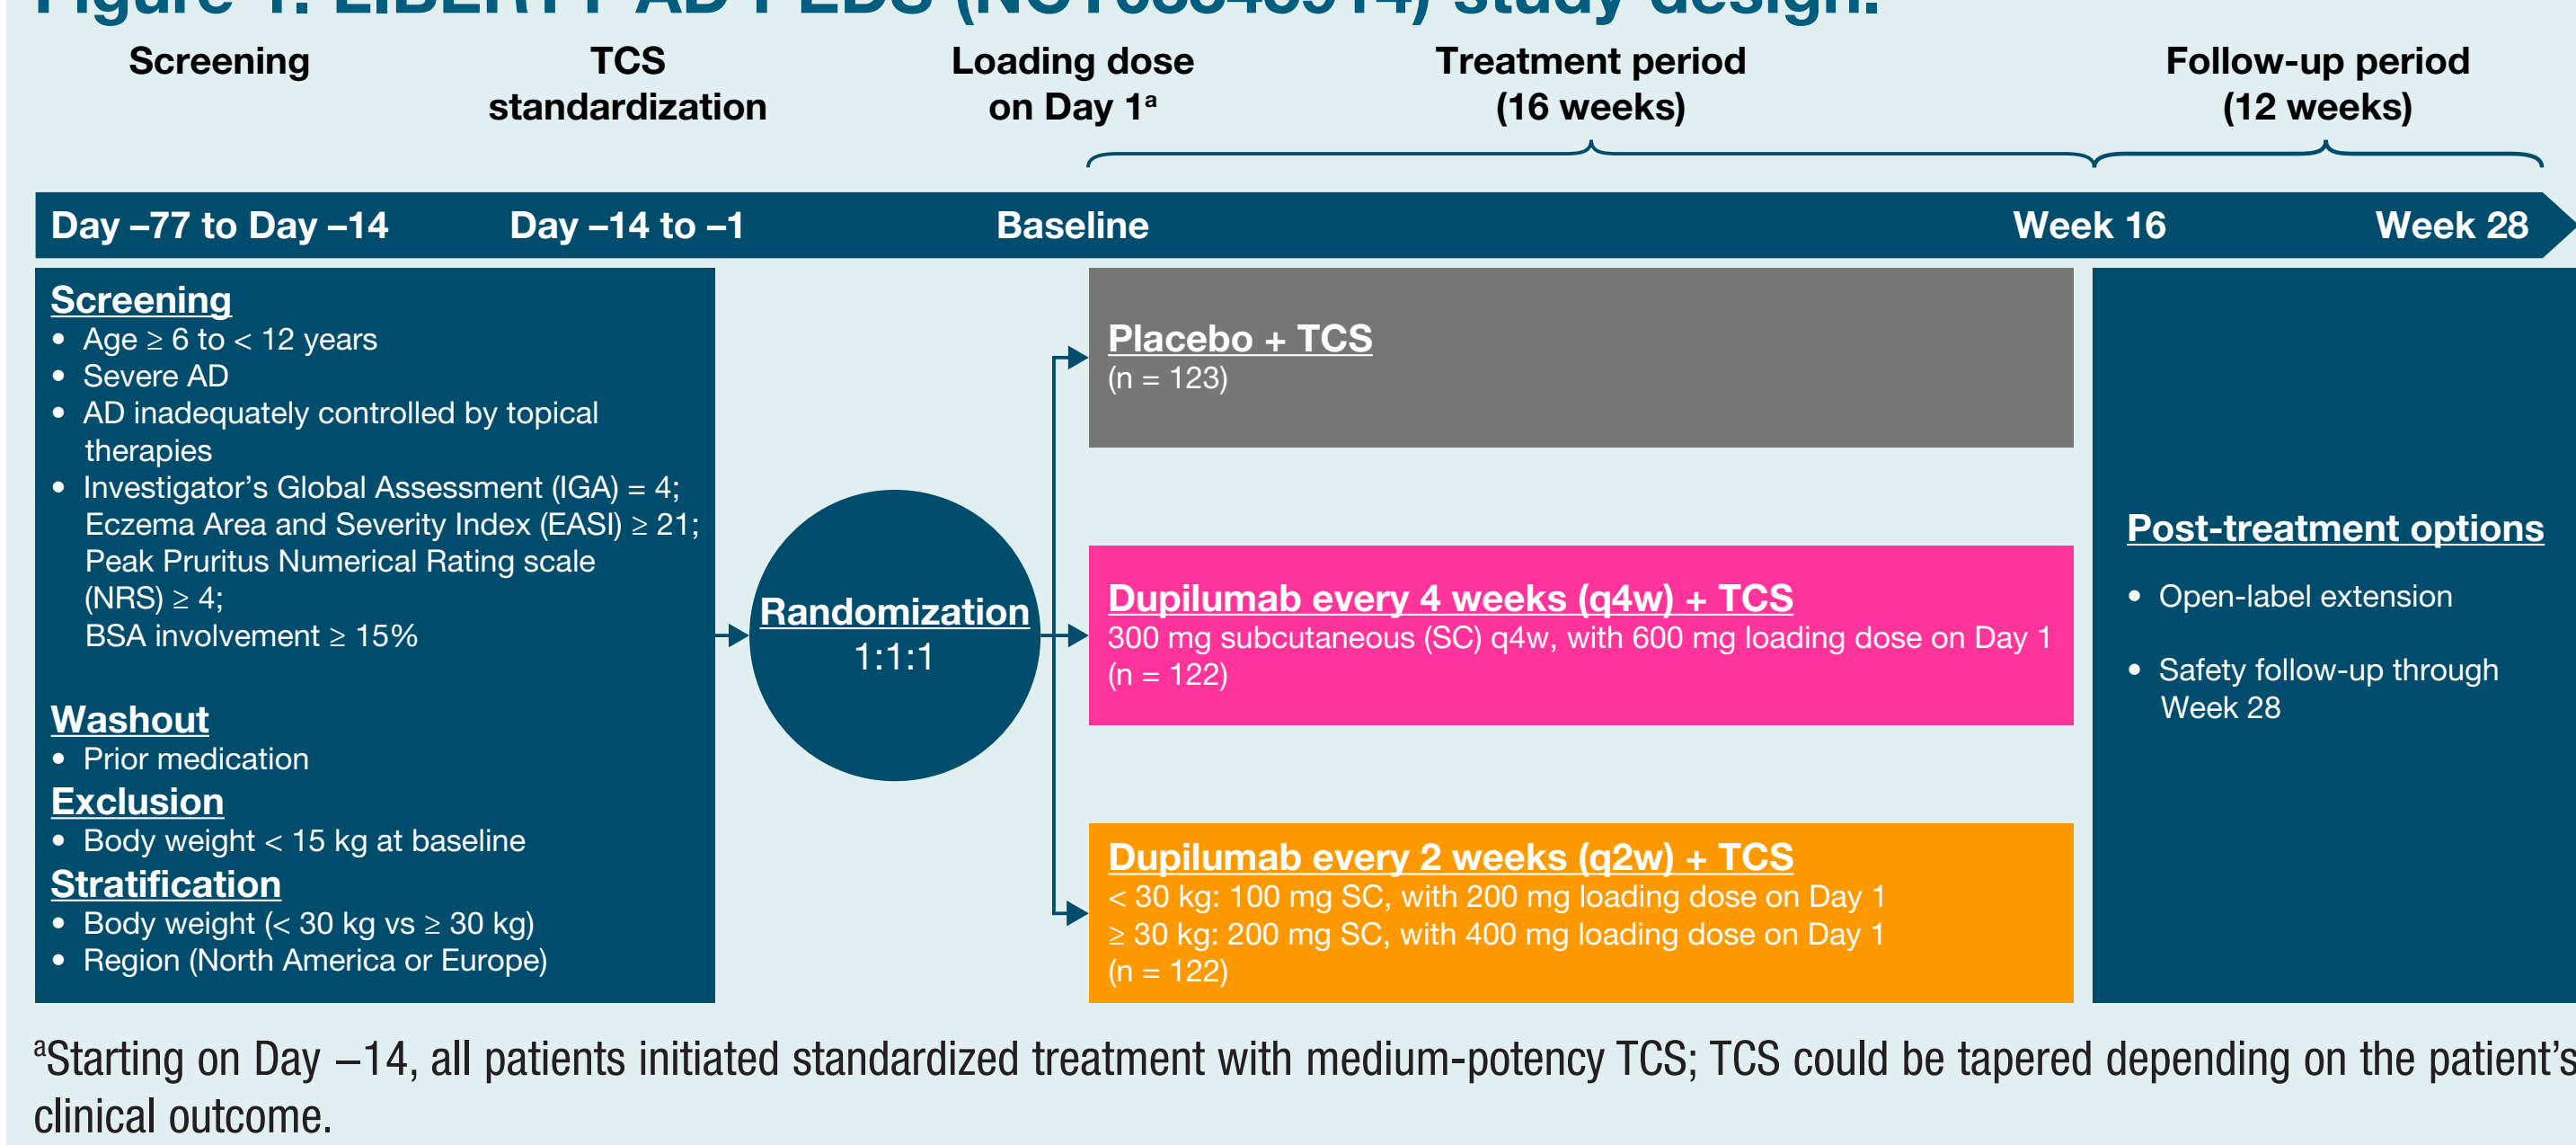 Figure 1. LIBERTY AD PEDS study design.
Screening
TCS
standardization
Loading dose
on Day 1ᵃ
Treatment period
(16 weeks)
Follow-up period
(12 weeks)
Day –77 to Day –14
Day –14 to –1
Baseline
Week 16
Week 28
Screening
• Age ≥ 6 to < 12 years
• Severe AD
• AD inadequately controlled by topical
therapies
• Investigator’s Global Assessment (IGA) = 4;
Eczema Area and Severity Index (EASI) ≥ 21;
Peak Pruritus Numerical Rating scale
(NRS) ≥ 4;
BSA involvement ≥ 15%
Washout
• Prior medication
Exclusion
• Body weight < 15 kg at baseline
Stratification
• Body weight (< 30 kg vs ≥ 30 kg)
• Region (North America or Europe)
Randomization
1:1:1
Placebo + TCS
(n = 123)
Dupilumab every 4 weeks (q4w) + TCS
300 mg subcutaneous (SC) q4w, with 600 mg loading dose on Day 1
(n = 122)
Dupilumab every 2 weeks (q2w) + TCS
< 30 kg: 100 mg SC, with 200 mg loading dose on Day 1
≥ 30 kg: 200 mg SC, with 400 mg loading dose on Day 1
(n = 122)
Post-treatment options
• Open-label extension
• Safety follow-up through
Week 28
ᵃStarting on Day –14, all patients initiated standardized treatment with medium-potency TCS; TCS could be tapered depending on the patient’s
clinical outcome.